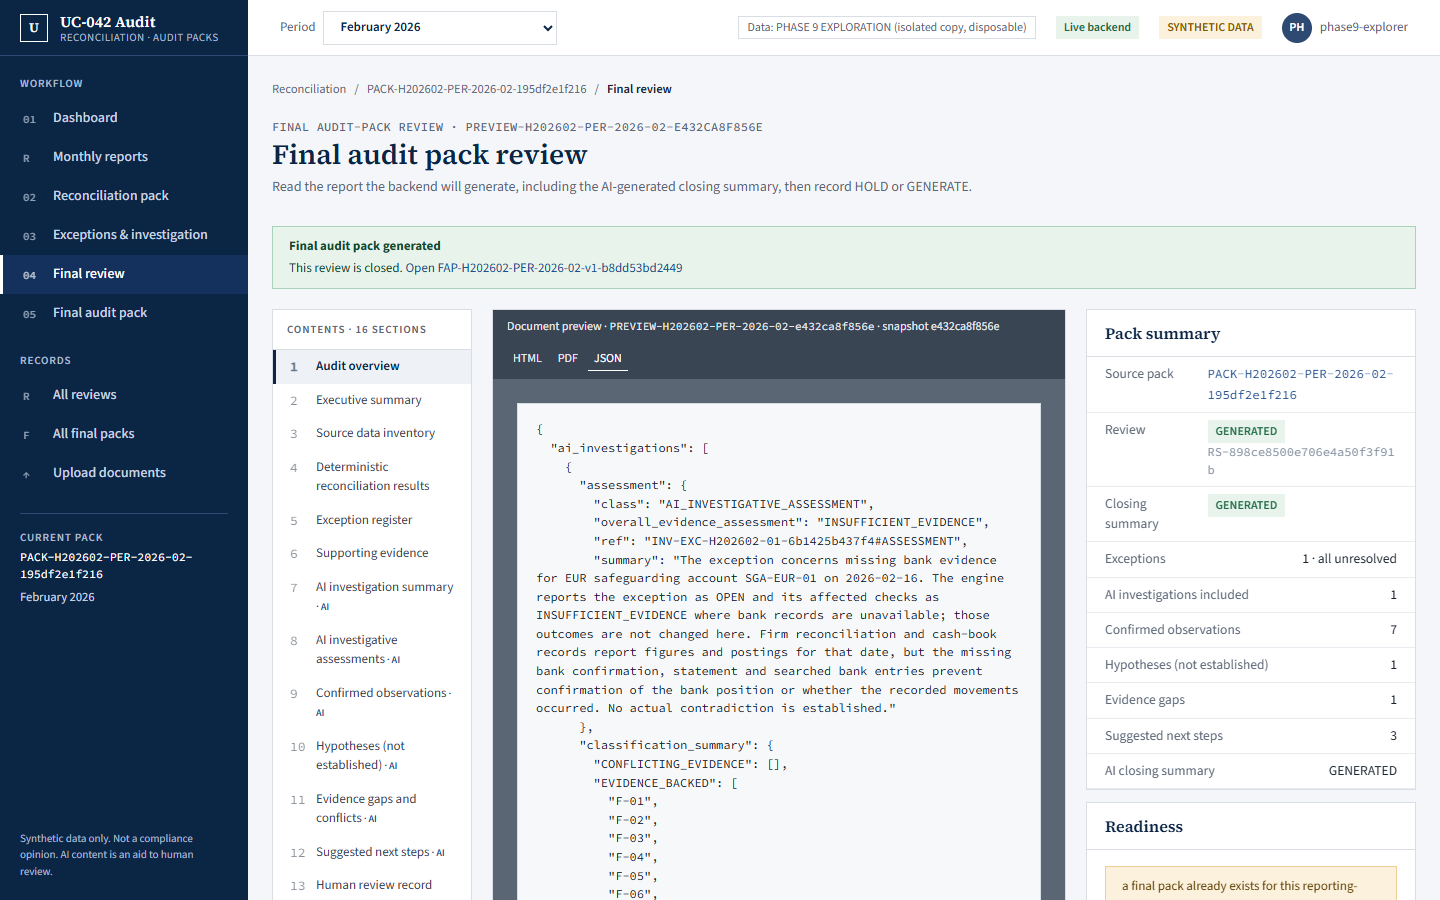 U
UC-042 Audit
RECONCILIATION · AUDIT PACKS
WORKFLOW
01 Dashboard
R Monthly reports
02 Reconciliation pack
03 Exceptions & investigation
04 Final review
05 Final audit pack
RECORDS
R All reviews
F All final packs
↑ Upload documents
CURRENT PACK
PACK-H202602-PER-2026-02-
195df2e1f216
February 2026
Synthetic data only. Not a compliance
opinion. AI content is an aid to human
review.
Period February 2026
Data: PHASE 9 EXPLORATION (isolated copy, disposable)
Live backend
SYNTHETIC DATA
PH phase9-explorer
Reconciliation / PACK-H202602-PER-2026-02-195df2e1f216 / Final review
FINAL AUDIT-PACK REVIEW · PREVIEW-H202602-PER-2026-02-E432CA8F856E
Final audit pack review
Read the report the backend will generate, including the AI-generated closing summary, then record HOLD or GENERATE.
Final audit pack generated
This review is closed. Open FAP-H202602-PER-2026-02-v1-b8dd53bd2449
CONTENTS · 16 SECTIONS
1 Audit overview
2 Executive summary
3 Source data inventory
4 Deterministic
reconciliation results
5 Exception register
6 Supporting evidence
7 AI investigation summary
· AI
8 AI investigative
assessments · AI
9 Confirmed observations ·
AI
10 Hypotheses (not
established) · AI
11 Evidence gaps and
conflicts · AI
12 Suggested next steps · AI
13 Human review record
Document preview · PREVIEW-H202602-PER-2026-02-e432ca8f856e · snapshot e432ca8f856e
HTML PDF JSON
{
"ai_investigations": [
{
"assessment": {
"class": "AI_INVESTIGATIVE_ASSESSMENT",
"overall_evidence_assessment": "INSUFFICIENT_EVIDENCE",
"ref": "INV-EXC-H202602-01-6b1425b437f4#ASSESSMENT",
"summary": "The exception concerns missing bank evidence
for EUR safeguarding account SGA-EUR-01 on 2026-02-16. The engine
reports the exception as OPEN and its affected checks as
INSUFFICIENT_EVIDENCE where bank records are unavailable; those
outcomes are not changed here. Firm reconciliation and cash-book
records report figures and postings for that date, but the missing
bank confirmation, statement and searched bank entries prevent
confirmation of the bank position or whether the recorded movements
occurred. No actual contradiction is established."
},
"classification_summary": {
"CONFLICTING_EVIDENCE": [],
"EVIDENCE_BACKED": [
"F-01",
"F-02",
"F-03",
"F-04",
"F-05",
"F-06",
Pack summary
Source pack PACK-H202602-PER-2026-02-
195df2e1f216
Review GENERATED
RS-898ce8500e706e4a50f3f91
b
Closing GENERATED
summary
Exceptions 1 · all unresolved
AI investigations included 1
Confirmed observations 7
Hypotheses (not established) 1
Evidence gaps 1
Suggested next steps 3
AI closing summary GENERATED
Readiness
a final pack already exists for this reporting-